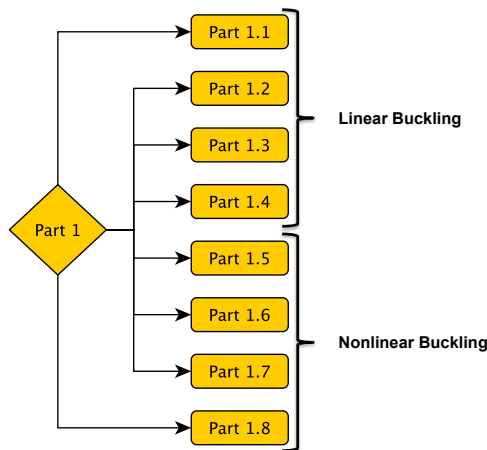 Part 1.1
Part 1.2
Linear Buckling
Part 1.3
Part 1.4
Part 1
Part 1.5
Part 1.6
Nonlinear Buckling
Part 1.7
Part 1.8